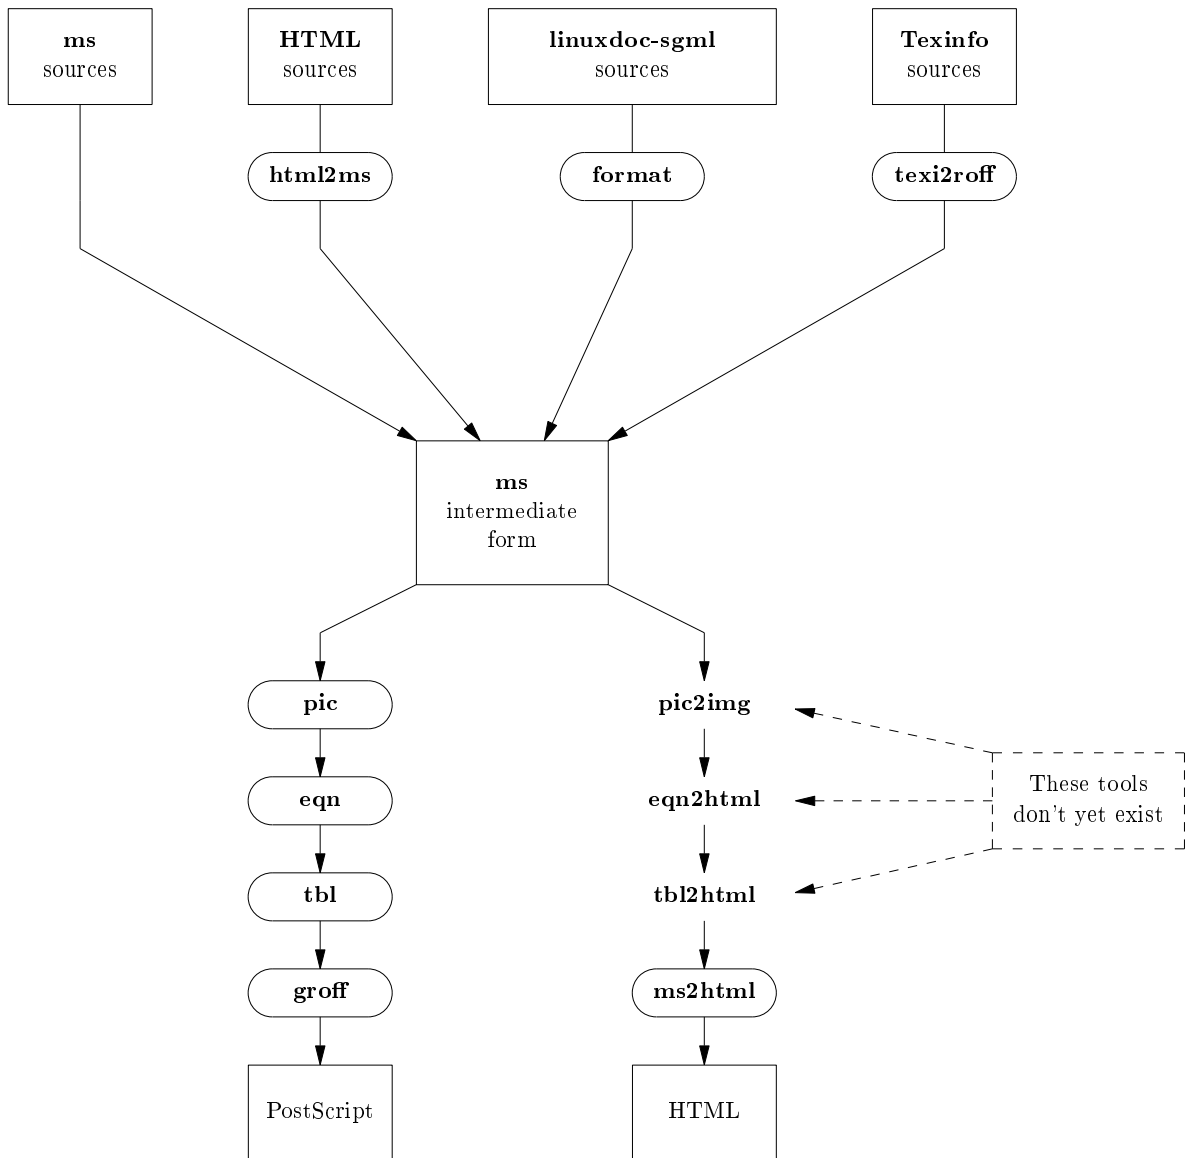 ms
sources
HTML
sources
linuxdoc-sgml
sources
Texinfo
sources
html2ms
format
texi2roff
ms
intermediate
form
pic
pic2img
eqn
eqn2html
These tools
don't yet exist
tbl
tbl2html
groff
ms2html
PostScript
HTML